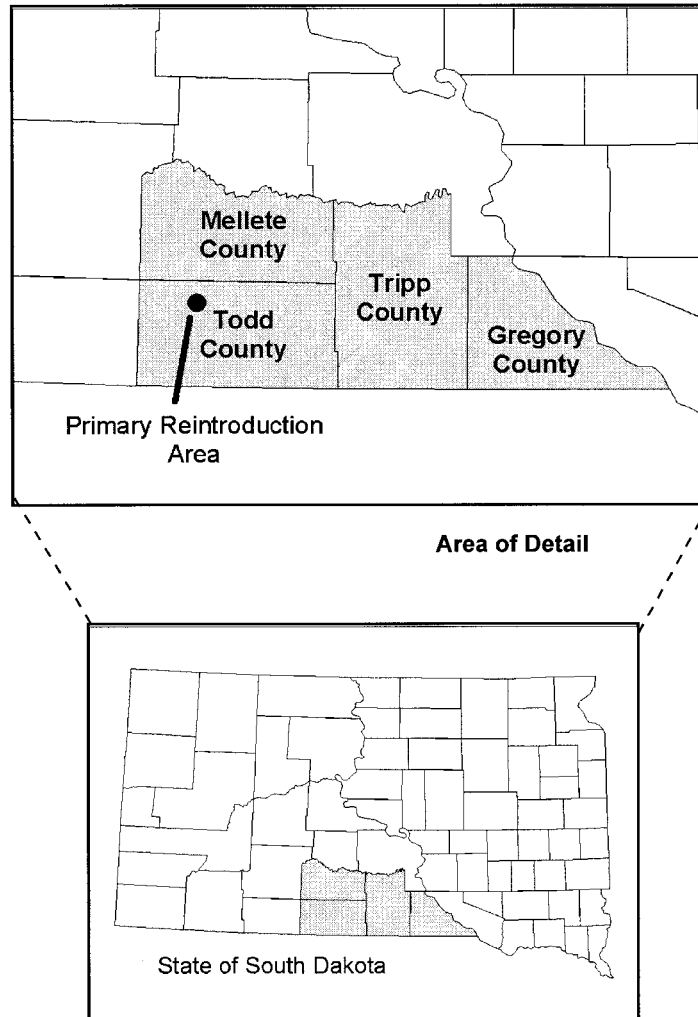 Mellete
County
Tripp
County
Todd
County
Gregory
County
Primary Reintroduction
Area
Area of Detail
State of South Dakota